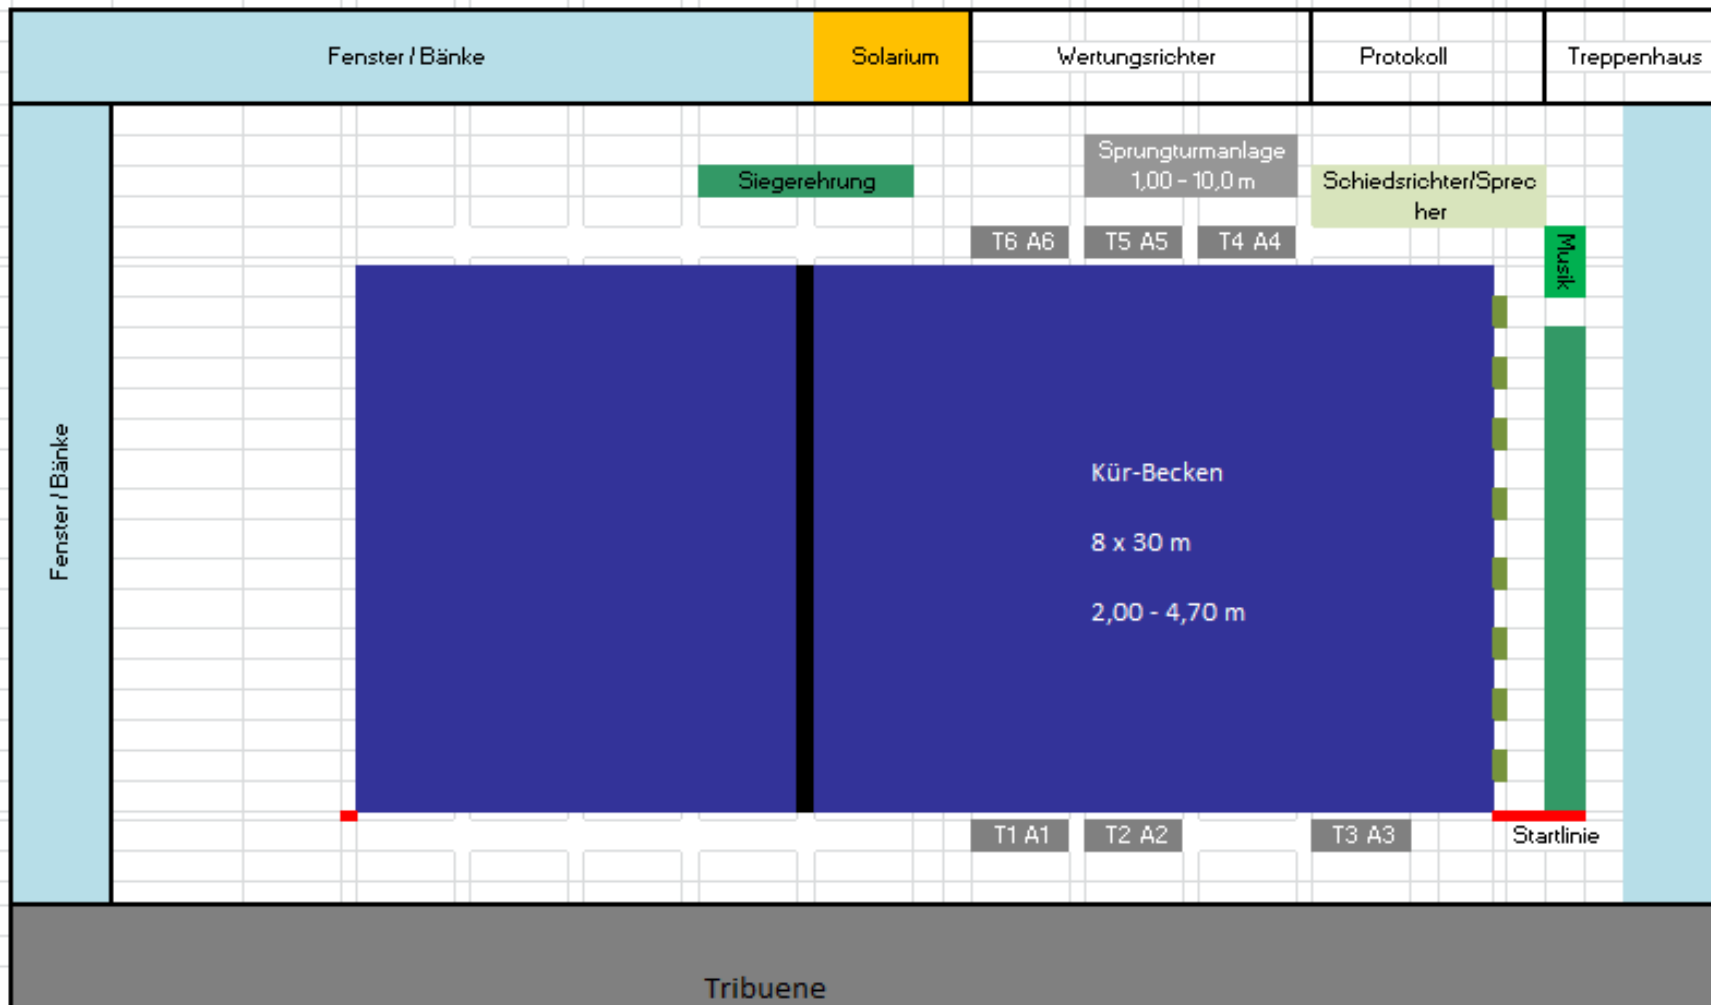 Fenster / Bänke
Solarium
Wertungsrichter
Protokoll
Treppenhaus
Sprungturmanlage
1,00 - 10,0 m
Siegerehrung
Schiedsrichter/Sprec
her
T6 A6
T5 A5
T4 A4
Musik
Fenster / Bänke
Kür-Becken
8 x 30 m
2,00 - 4,70 m
T1 A1
T2 A2
T3 A3
Startlinie
Tribuene